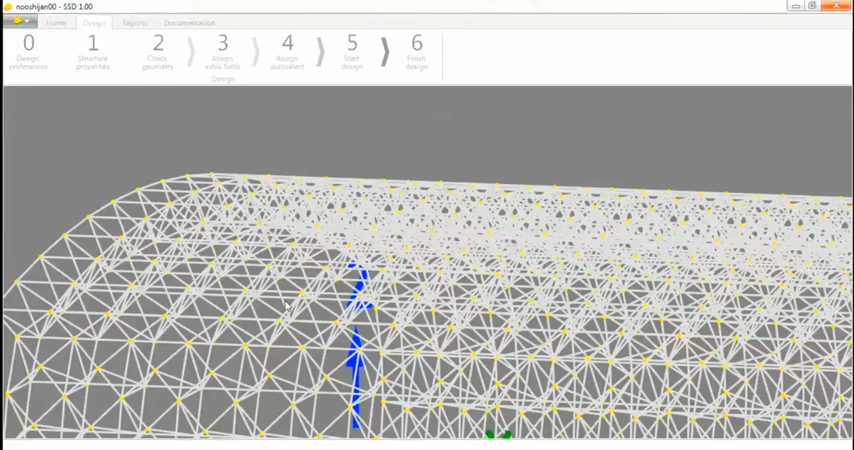 nooshijan00 - SSD 1.00
Home Design Reports Documentation
0 1 2 3 4 5 6
Design preferences
Structure properties
Check geometry
Assign extra bolts
Assign autoselect
Start design
Finish design
Design